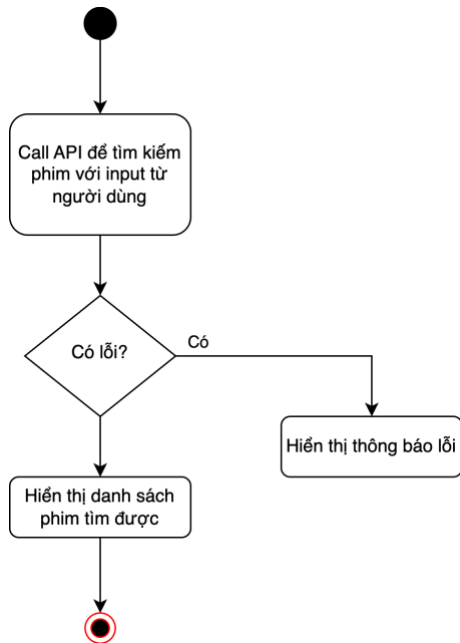 Call API để tìm kiếm
phim với input từ
người dùng
Có lỗi?
Có
Hiển thị thông báo lỗi
Hiển thị danh sách
phim tìm được